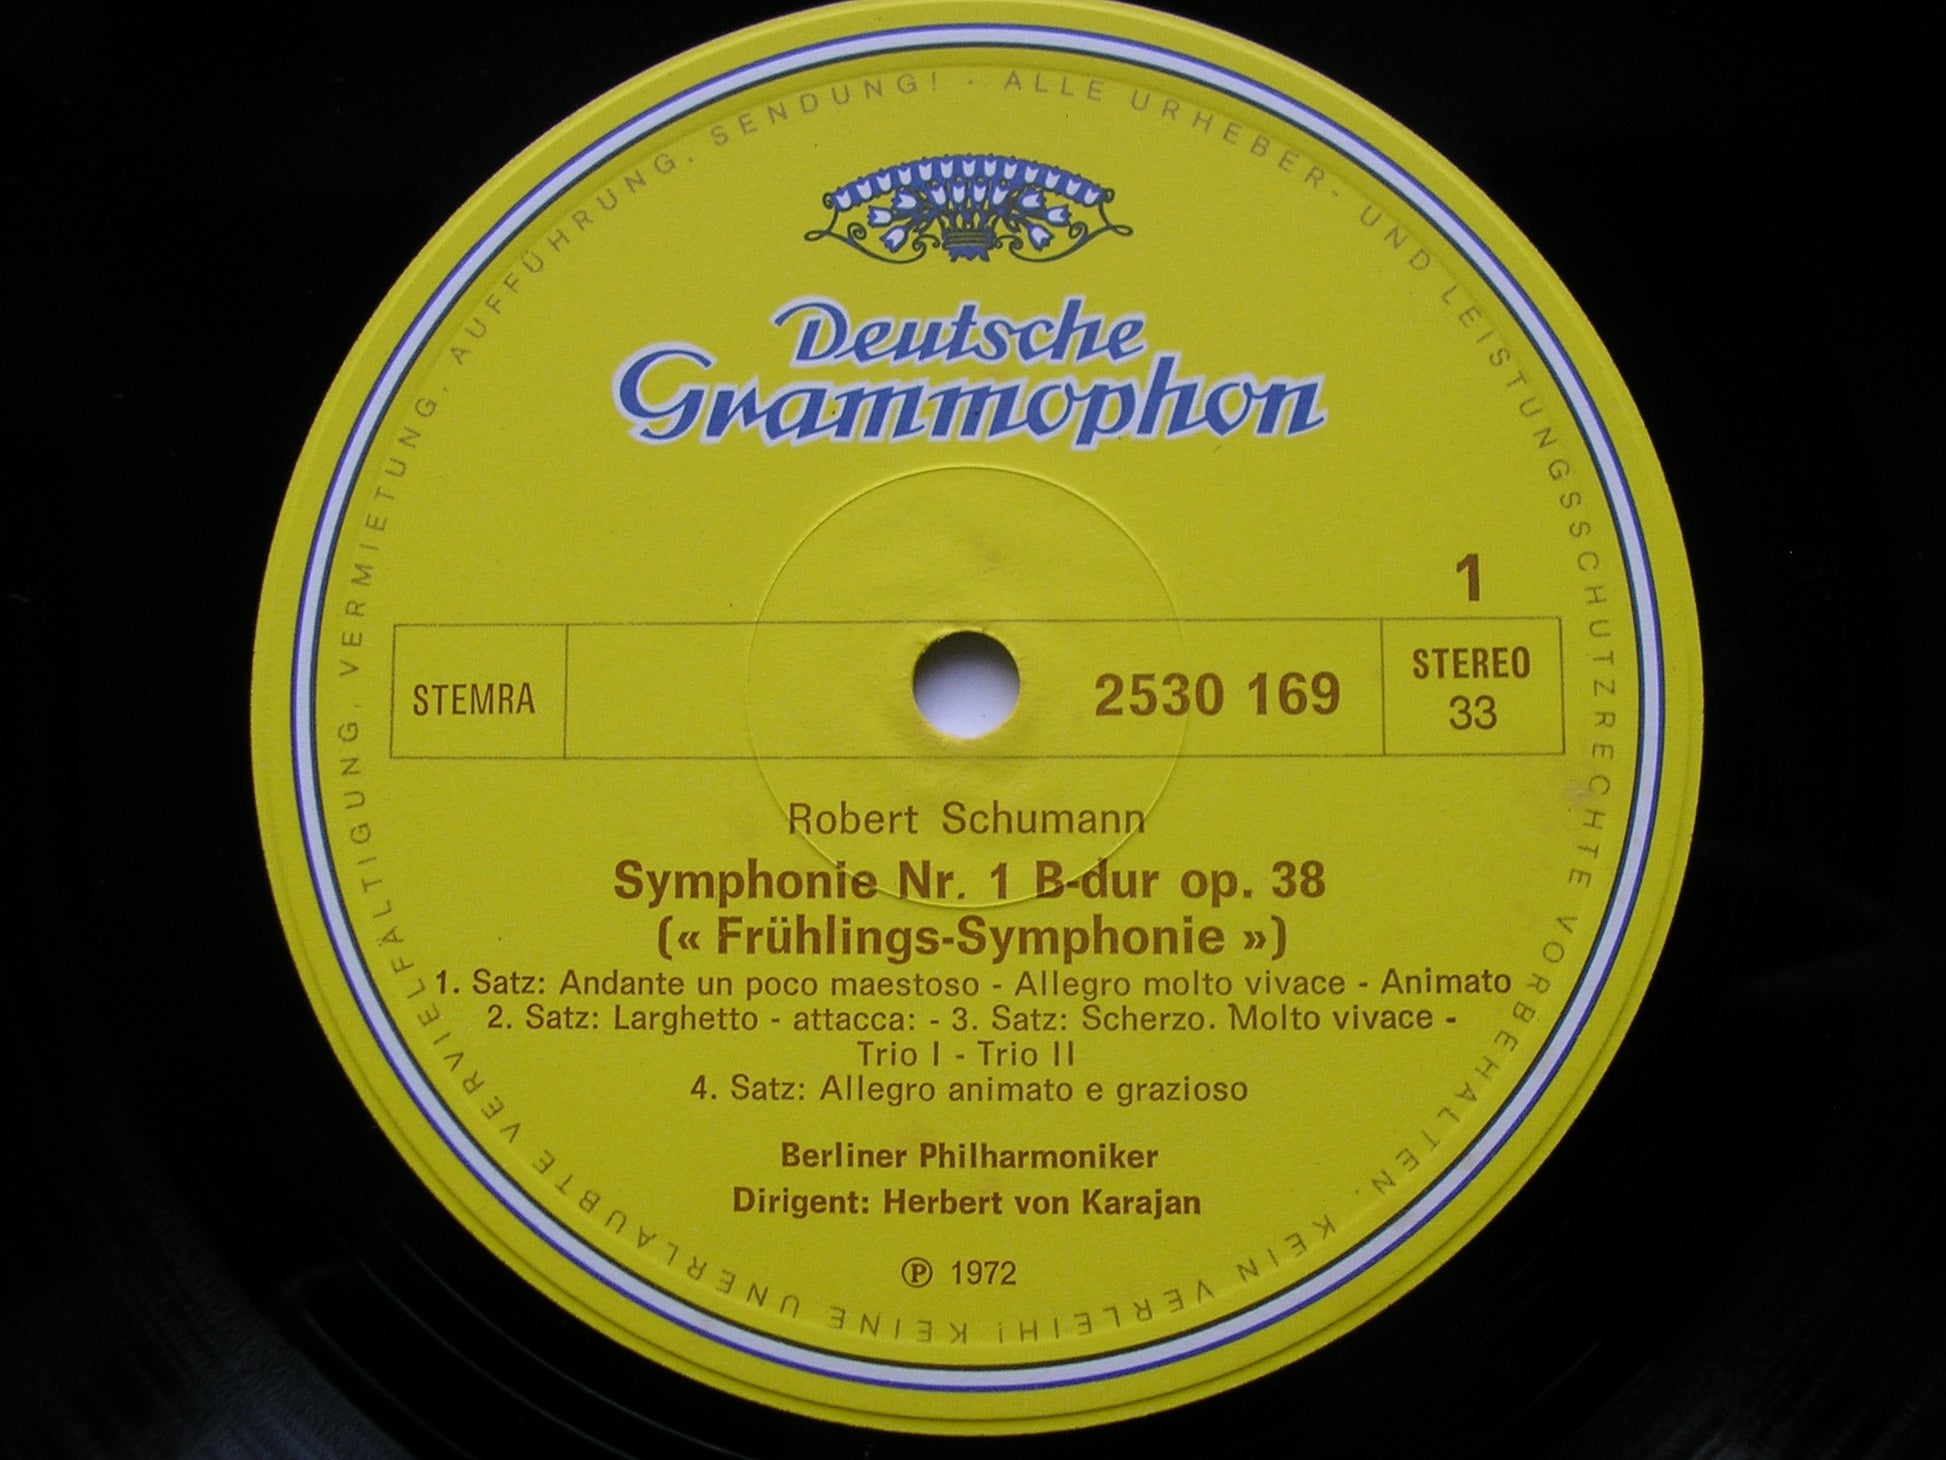 ALLE URHEBER- UND LEISTUNGSSCHUTZRECHTE VORBEHALTEN. KEIN VERLEIH! KEINE UNERLAUBTE VERVIELFÄLTIGUNG, VERMIETUNG, AUFFÜHRUNG, SENDUNG! ·
Deutsche
Grammophon
1
STEMRA
2530 169
STEREO
33
Robert Schumann
Symphonie Nr. 1 B-dur op. 38
(« Frühlings-Symphonie »)
1. Satz: Andante un poco maestoso - Allegro molto vivace - Animato
2. Satz: Larghetto - attacca: - 3. Satz: Scherzo. Molto vivace -
Trio I - Trio II
4. Satz: Allegro animato e grazioso
Berliner Philharmoniker
Dirigent: Herbert von Karajan
℗ 1972